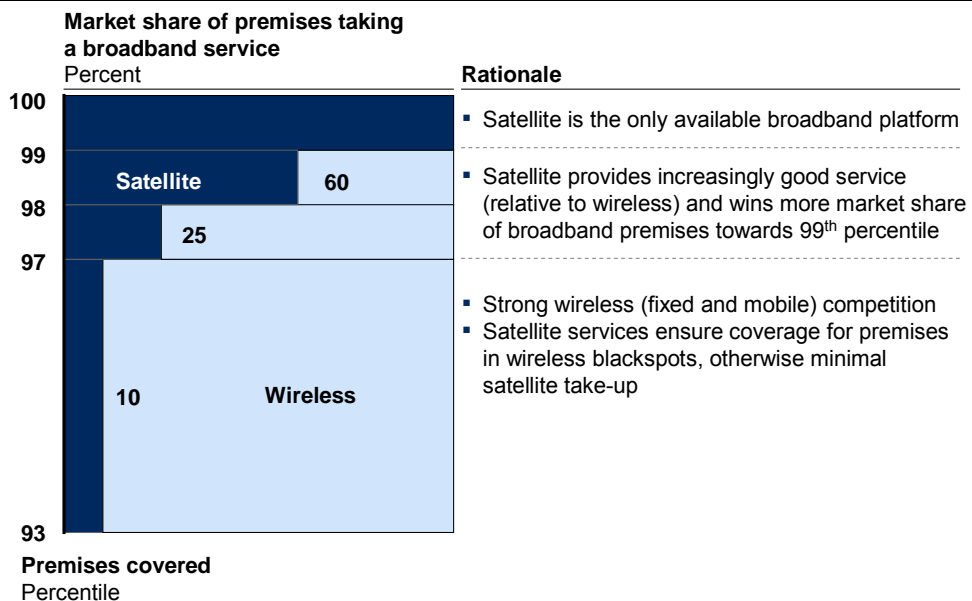 Market share of premises taking
a broadband service
Percent
Rationale
100
99
98
97
93
Satellite
60
25
10
Wireless
▪ Satellite is the only available broadband platform
▪ Satellite provides increasingly good service
(relative to wireless) and wins more market share
of broadband premises towards 99th percentile
▪ Strong wireless (fixed and mobile) competition
▪ Satellite services ensure coverage for premises
in wireless blackspots, otherwise minimal
satellite take-up
Premises covered
Percentile